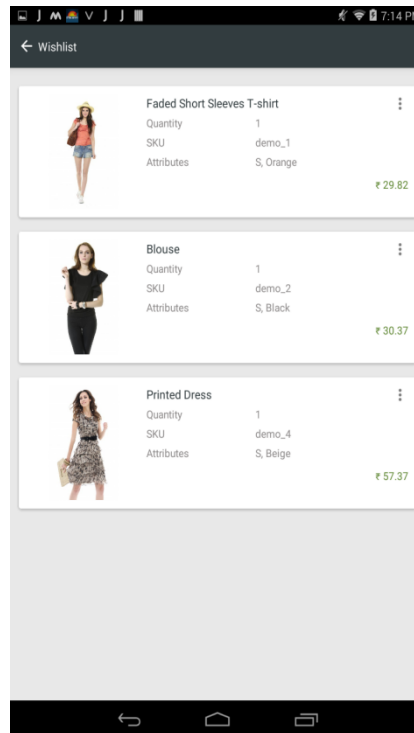 7:14 PM
Wishlist
Faded Short Sleeves T-shirt
Quantity 1
SKU demo_1
Attributes S, Orange
₹ 29.82
Blouse
Quantity 1
SKU demo_2
Attributes S, Black
₹ 30.37
Printed Dress
Quantity 1
SKU demo_4
Attributes S, Beige
₹ 57.37